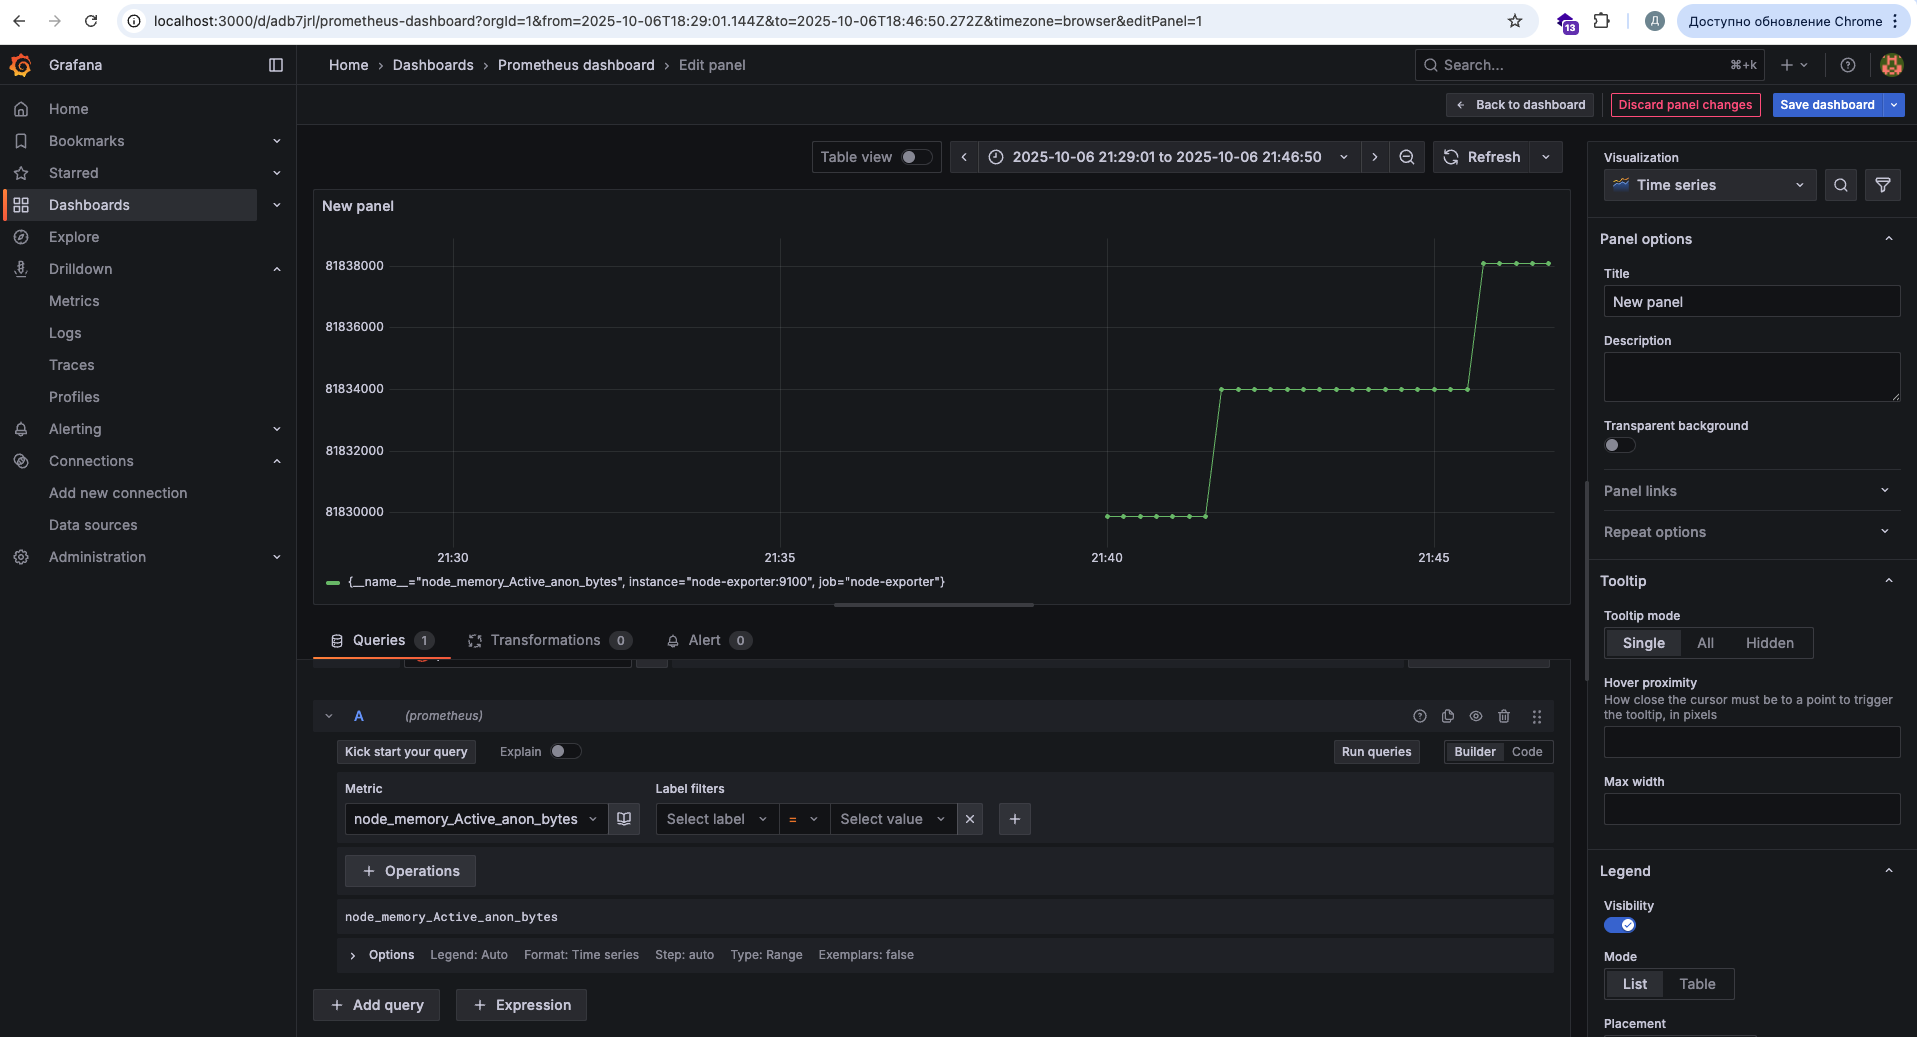 localhost:3000/d/adb7jrl/prometheus-dashboard?orgId=1&from=2025-10-06T18:29:01.144Z&to=2025-10-06T18:46:50.272Z&timezone=browser&editPanel=1
13
Д
Доступно обновление Chrome
Grafana
Home › Dashboards › Prometheus dashboard › Edit panel
Search...
⌘+k
Back to dashboard
Discard panel changes
Save dashboard
Home
Bookmarks
Starred
Dashboards
Explore
Drilldown
Metrics
Logs
Traces
Profiles
Alerting
Connections
Add new connection
Data sources
Administration
Table view
2025-10-06 21:29:01 to 2025-10-06 21:46:50
Refresh
New panel
81838000
81836000
81834000
81832000
81830000
21:30 21:35 21:40 21:45
{__name__="node_memory_Active_anon_bytes", instance="node-exporter:9100", job="node-exporter"}
Queries 1
Transformations 0
Alert 0
A (prometheus)
Kick start your query
Explain
Run queries
Builder Code
Metric
Label filters
node_memory_Active_anon_bytes
Select label
=
Select value
+ Operations
node_memory_Active_anon_bytes
Options Legend: Auto Format: Time series Step: auto Type: Range Exemplars: false
+ Add query
+ Expression
Visualization
Time series
Panel options
Title
New panel
Description
Transparent background
Panel links
Repeat options
Tooltip
Tooltip mode
Single All Hidden
Hover proximity
How close the cursor must be to a point to trigger
the tooltip, in pixels
Max width
Legend
Visibility
Mode
List Table
Placement